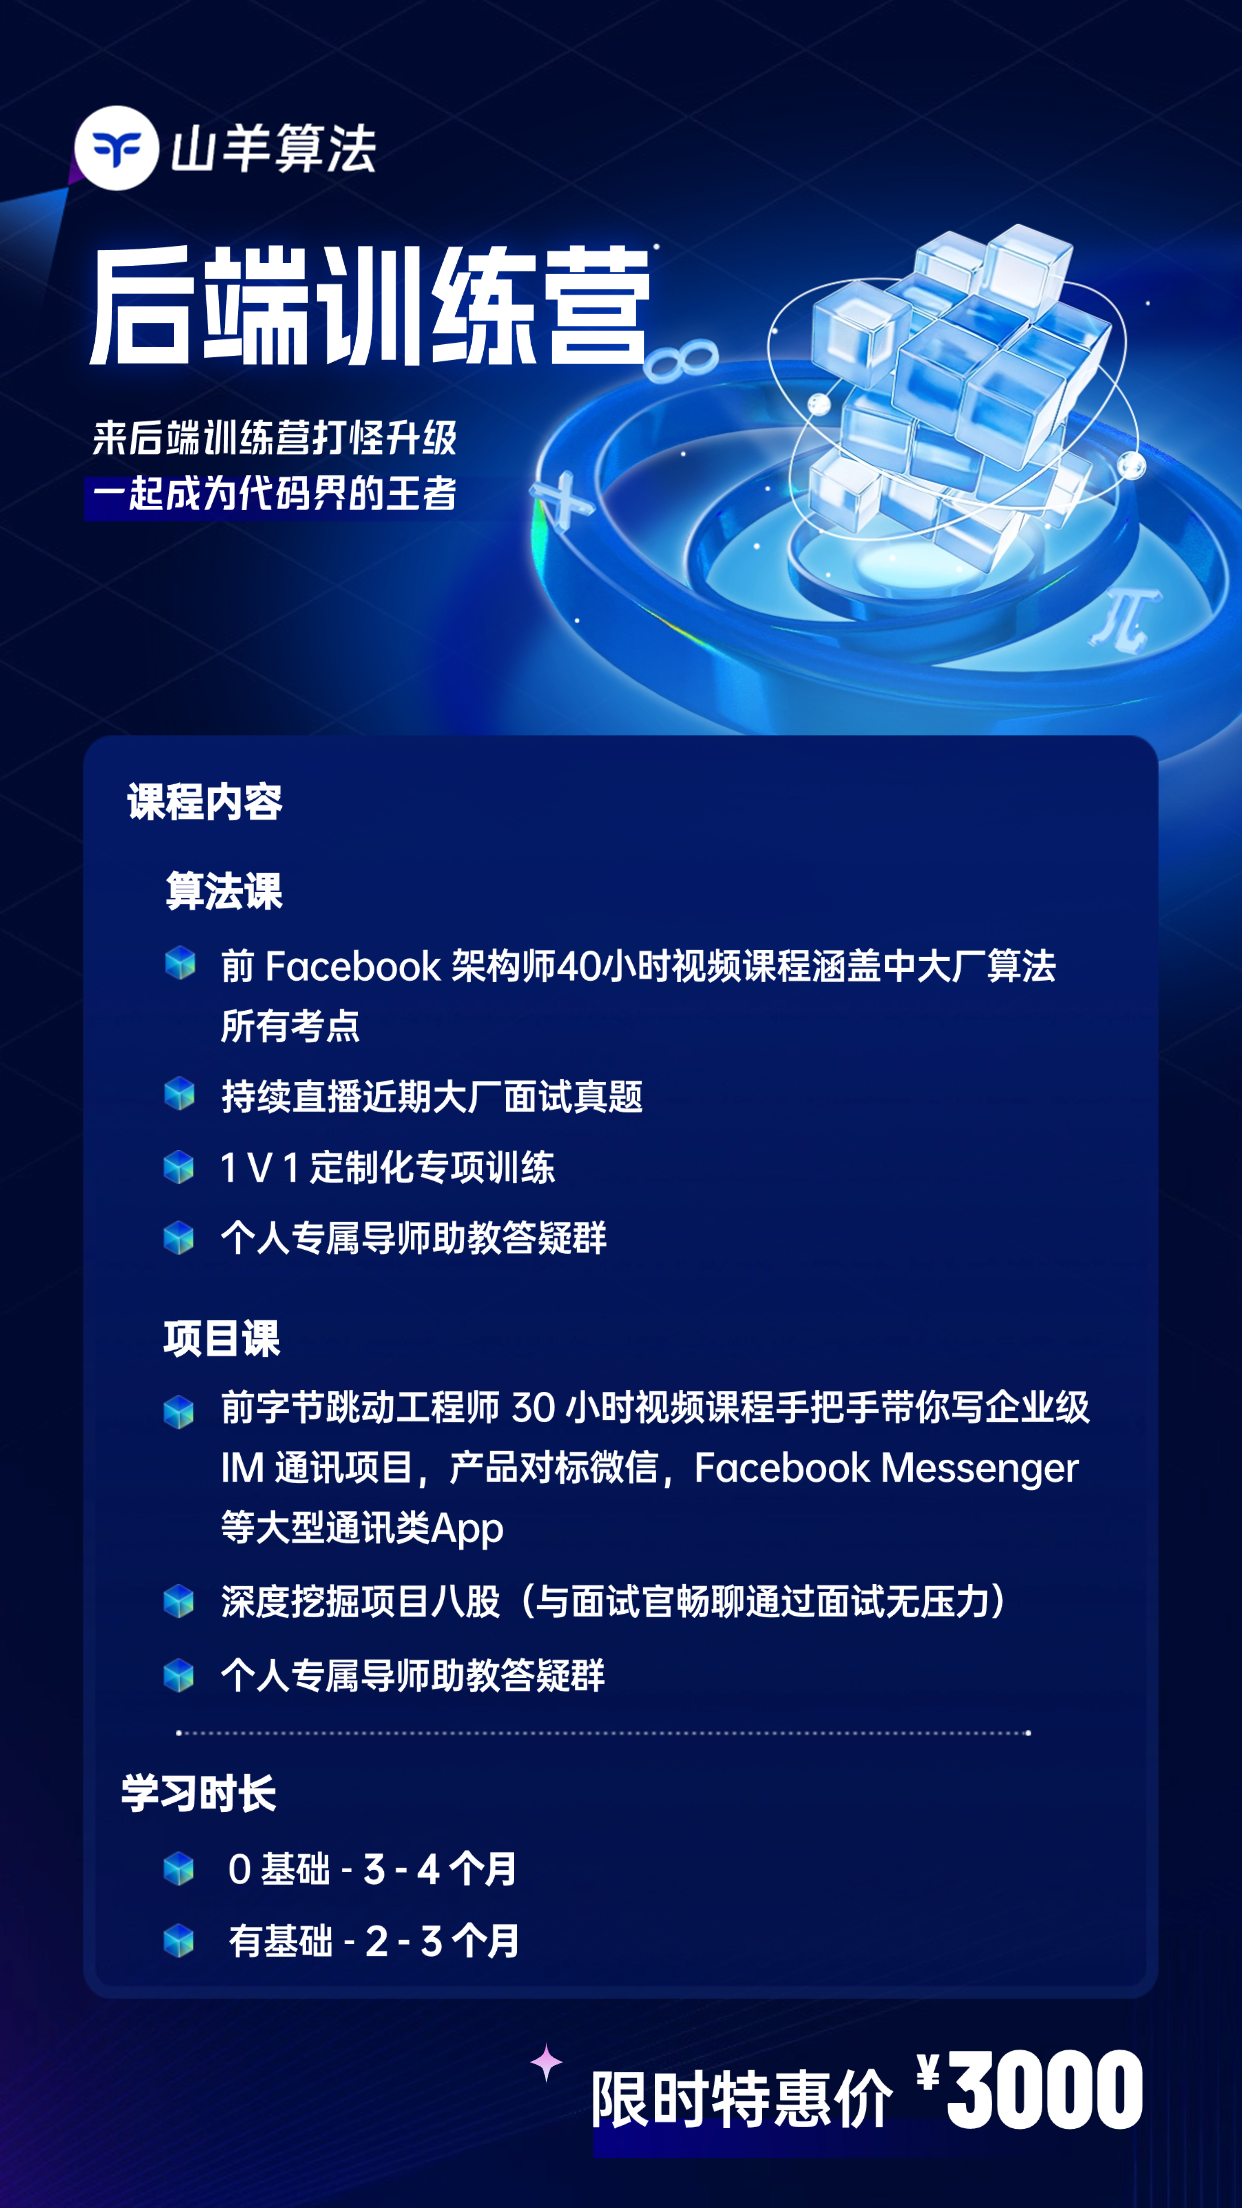 山羊算法
后端训练营
来后端训练营打怪升级
一起成为代码界的王者
课程内容
算法课
前 Facebook 架构师40小时视频课程涵盖中大厂算法
所有考点
持续直播近期大厂面试真题
1 V 1 定制化专项训练
个人专属导师助教答疑群
项目课
前字节跳动工程师 30 小时视频课程手把手带你写企业级
IM 通讯项目，产品对标微信，Facebook Messenger
等大型通讯类App
深度挖掘项目八股（与面试官畅聊通过面试无压力）
个人专属导师助教答疑群
学习时长
0 基础 - 3 - 4 个月
有基础 - 2 - 3 个月
限时特惠价 ¥3000